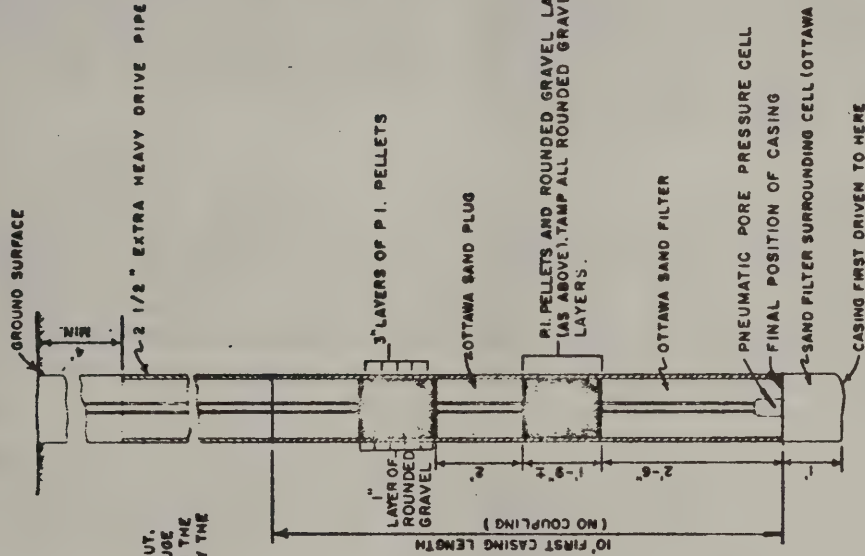 GROUND SURFACE
4' MIN.
2 1/2" EXTRA HEAVY DRIVE PIPE
UT.
UGE
THE
Y THE
3" LAYERS OF P.I. PELLETS
1"
LAYER OF
ROUNDED
GRAVEL
OTTAWA SAND PLUG
2'
P.I. PELLETS AND ROUNDED GRAVEL LA
(AS ABOVE). TAMP ALL ROUNDED GRAVE
LAYERS.
1'-9"±
OTTAWA SAND FILTER
2'-6"
10' FIRST CASING LENGTH
(NO COUPLING)
PNEUMATIC PORE PRESSURE CELL
FINAL POSITION OF CASING
SAND FILTER SURROUNDING CELL (OTTAWA
1'
CASING FIRST DRIVEN TO HERE